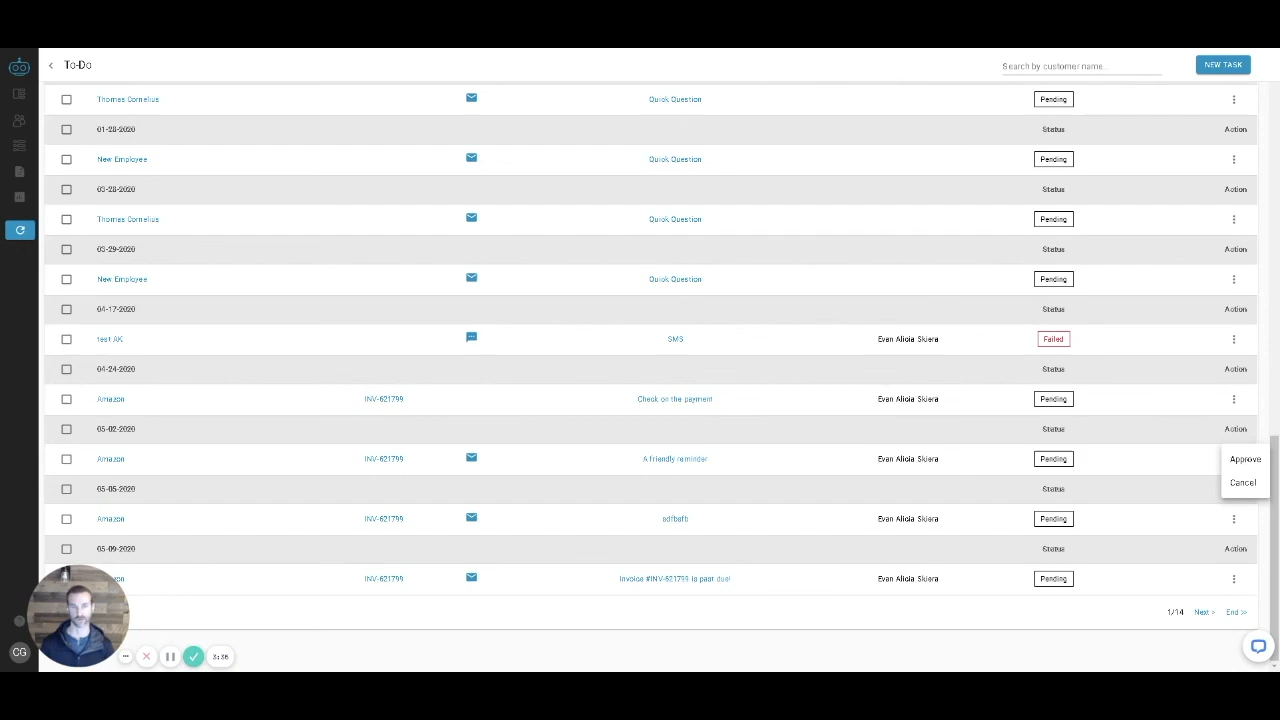 To-Do
Search by customer name...
NEW TASK
Thomas Cornelius Quick Question Pending
01-28-2020 Status Action
New Employee Quick Question Pending
03-28-2020 Status Action
Thomas Cornelius Quick Question Pending
03-29-2020 Status Action
New Employee Quick Question Pending
04-17-2020 Status Action
test AK SMS Evan Alicia Skiera Failed
04-24-2020 Status Action
Amazon INV-621799 Check on the payment Evan Alicia Skiera Pending
05-02-2020 Status Action
Amazon INV-621799 A friendly reminder Evan Alicia Skiera Pending
Approve
Cancel
05-05-2020 Status
Amazon INV-621799 Evan Alicia Skiera Pending
05-09-2020 Status Action
zon INV-621799 Invoice #INV-621799 is past due! Evan Alicia Skiera Pending
1/14 Next > End >>
CG
3:36